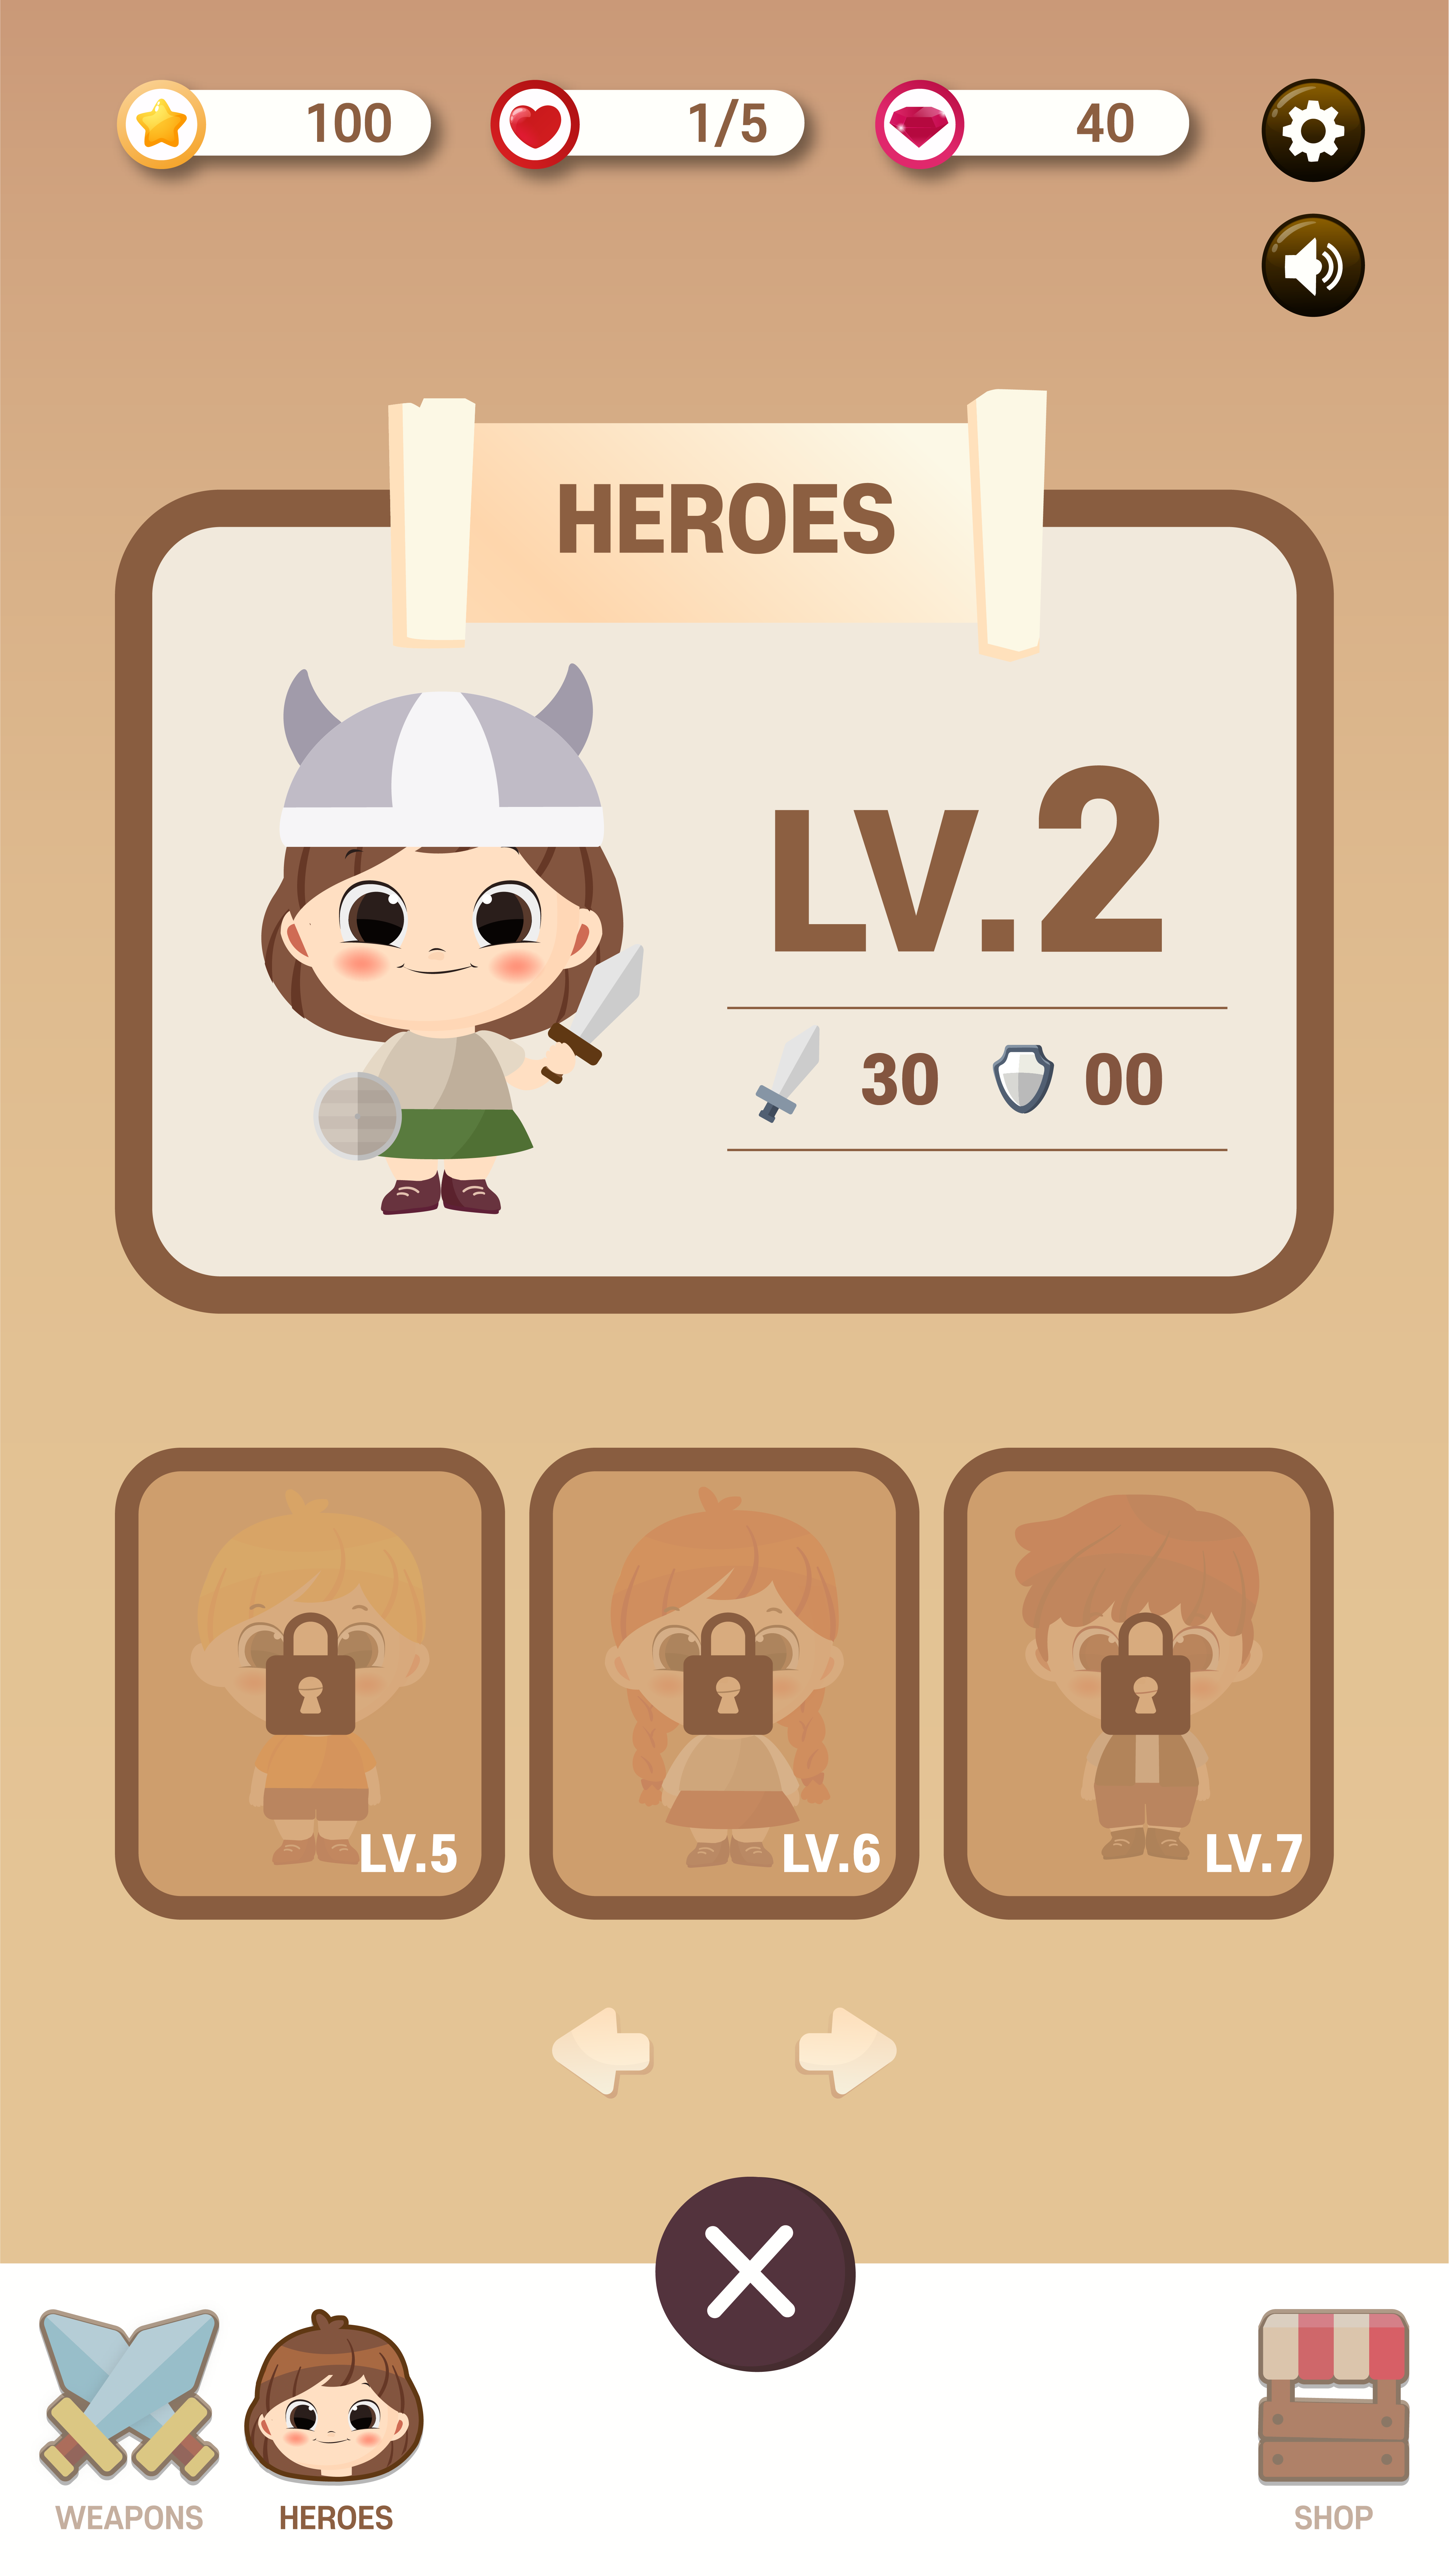 100 1/5 40
HEROES
LV.2
30 00
LV.5 LV.6 LV.7
WEAPONS HEROES SHOP